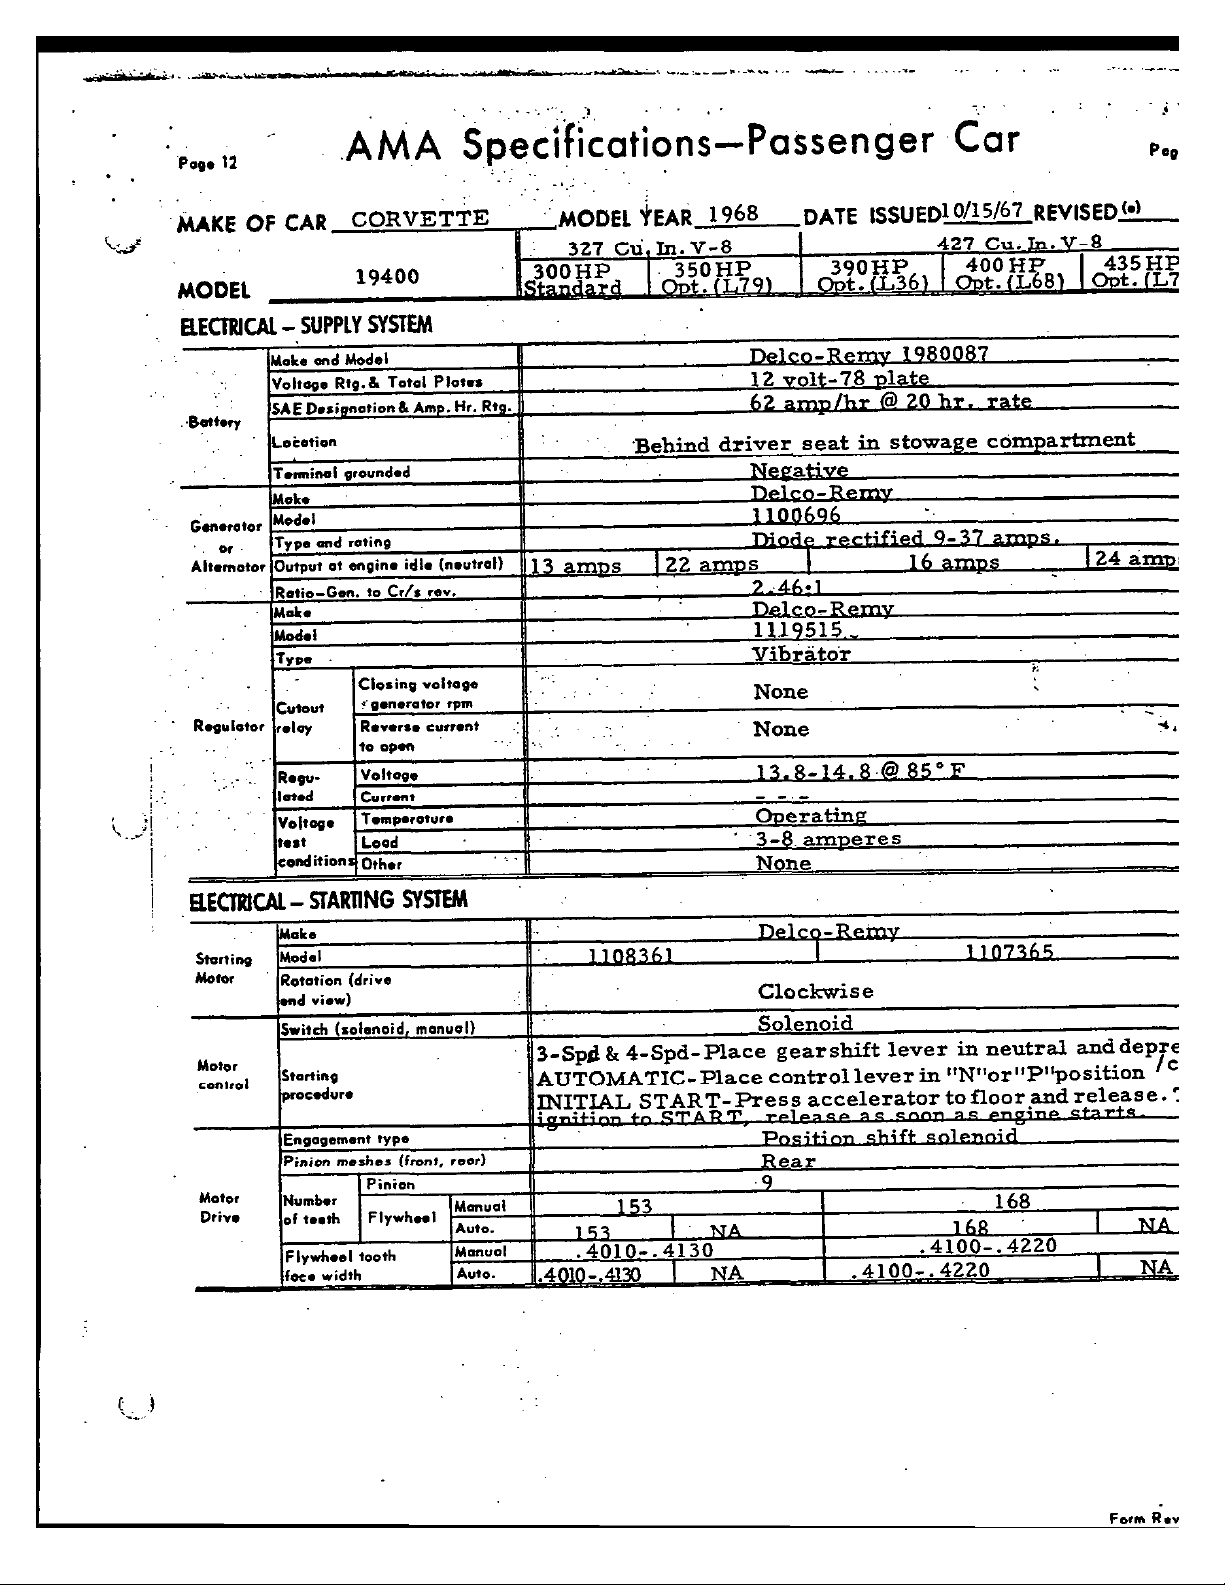 Page 12 AMA Specifications—Passenger Car Pag
MAKE OF CAR CORVETTE MODEL YEAR 1968 DATE ISSUED 10/15/67 REVISED (•)
327 Cu. In. V-8 427 Cu. In. V-8
MODEL 19400 300 HP Standard 350 HP Opt. (L79) 390 HP Opt. (L36) 400 HP Opt. (L68) 435 HP Opt. (L7
ELECTRICAL – SUPPLY SYSTEM
Battery
Make and Model Delco-Remy 1980087
Voltage Rtg. & Total Plates 12 volt-78 plate
SAE Designation & Amp. Hr. Rtg. 62 amp/hr @ 20 hr. rate
Location Behind driver seat in stowage compartment
Terminal grounded Negative
Generator or Alternator
Make Delco-Remy
Model 1100696
Type and rating Diode rectified 9-37 amps.
Output at engine idle (neutral) 13 amps 22 amps 16 amps 24 amp
Ratio—Gen. to Cr/s rev. 2.46:1
Regulator
Make Delco-Remy
Model 1119515
Type Vibrator
Cutout relay
Closing voltage generator rpm None
Reverse current to open None
Regu-
lated
Voltage 13.8-14.8 @ 85° F
Current - - -
Voltage test conditions
Temperature Operating
Load 3-8 amperes
Other None
ELECTRICAL – STARTING SYSTEM
Starting Motor
Make Delco-Remy
Model 1108361 1107365
Rotation (drive end view) Clockwise
Motor control
Switch (solenoid, manual) Solenoid
Starting procedure
3-Spd & 4-Spd-Place gearshift lever in neutral and depre
AUTOMATIC-Place control lever in "N" or "P" position /c
INITIAL START-Press accelerator to floor and release.
ignition to START, release as soon as engine starts.
Motor Drive
Engagement type Position shift solenoid
Pinion meshes (front, rear) Rear
Number of teeth
Pinion 9
Flywheel
Manual 153 168
Auto. 153 NA 168 NA
Flywheel tooth face width
Manual .4010-.4130 .4100-.4220
Auto. .4010-.4130 NA .4100-.4220 NA
Form Rev